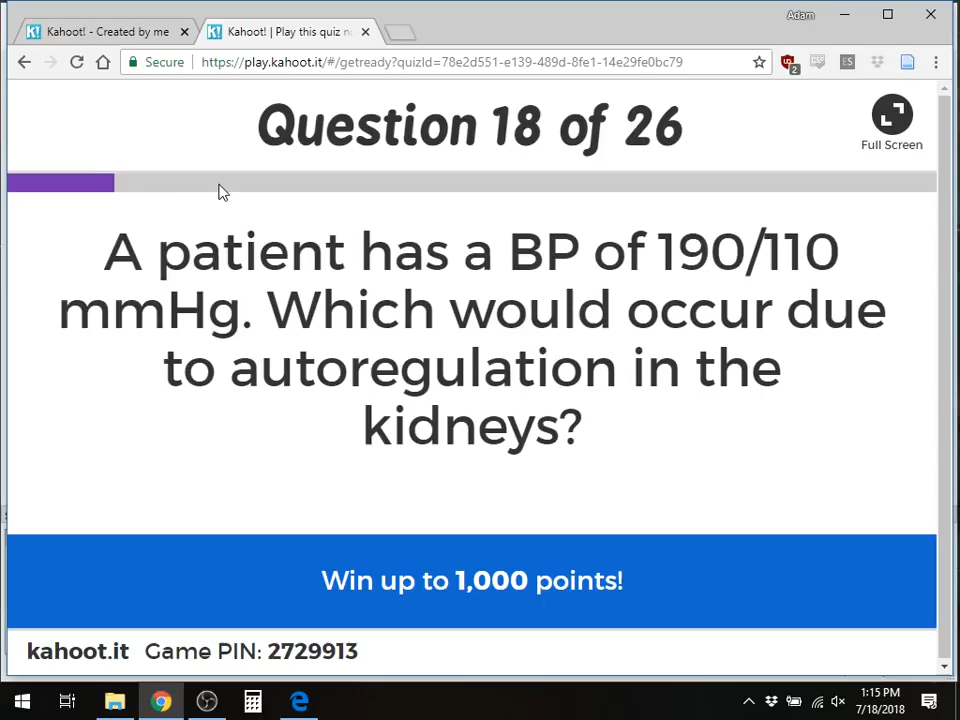 Adam
Kahoot! - Created by me
Kahoot! | Play this quiz n
Secure
https://play.kahoot.it/#/getready?quizId=78e2d551-e139-489d-8fe1-14e29fe0bc79
2
ES
Question 18 of 26
Full Screen
A patient has a BP of 190/110
mmHg. Which would occur due
to autoregulation in the
kidneys?
Win up to 1,000 points!
kahoot.it Game PIN: 2729913
1:15 PM
7/18/2018